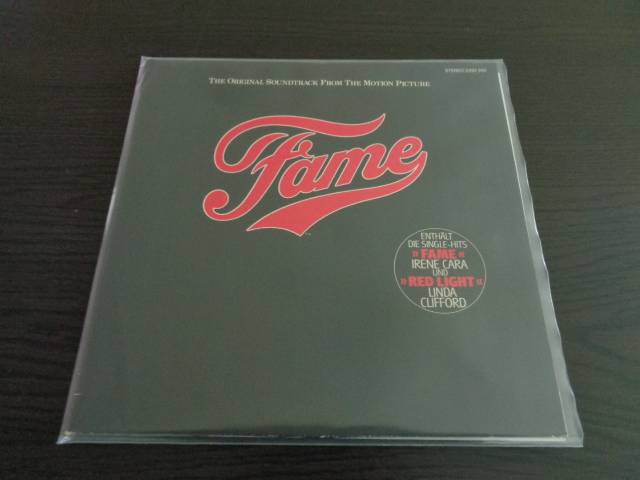 THE ORIGINAL SOUNDTRACK FROM THE MOTION PICTURE
Fame
ENTHÄLT
DIE SINGLE-HITS
» FAME «
IRENE CARA
UND
» RED LIGHT «
LINDA
CLIFFORD